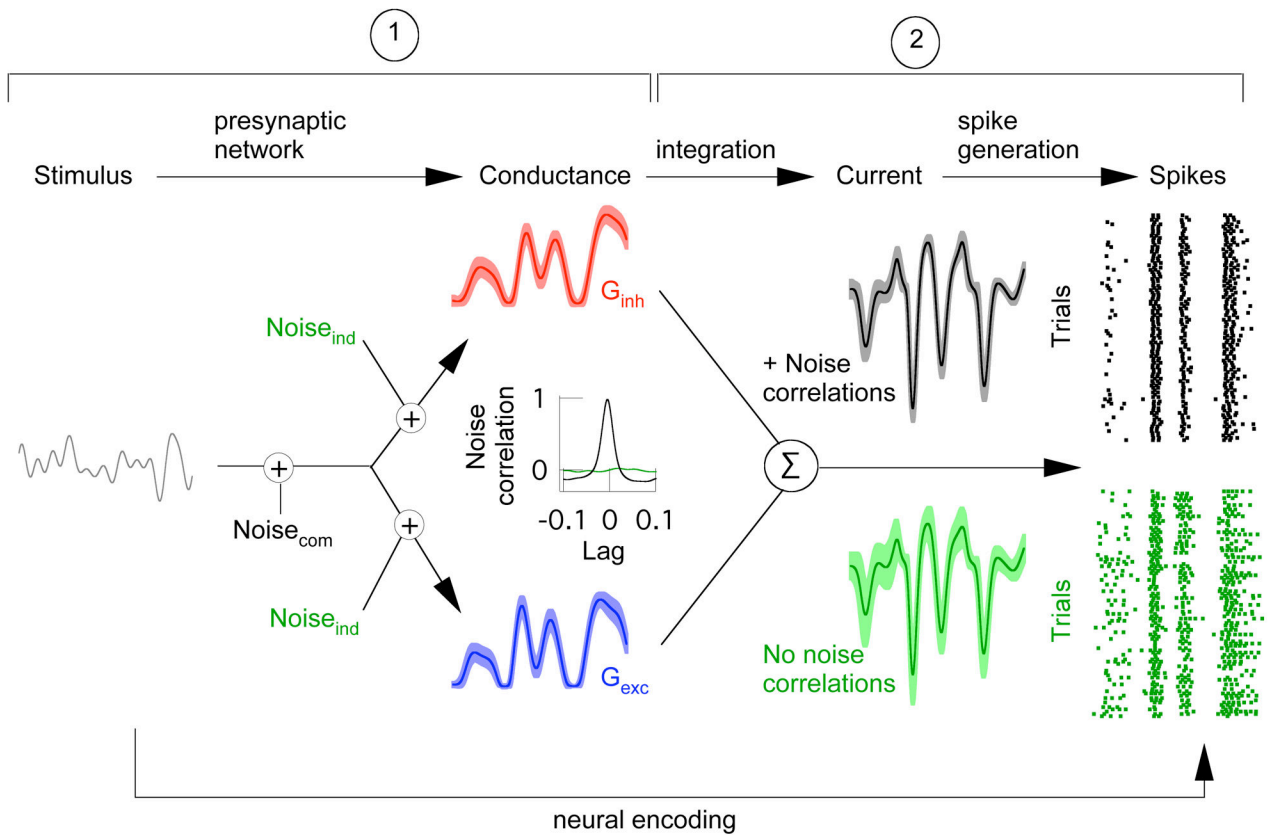 1
2
presynaptic
network
integration
spike
generation
Stimulus
Conductance
Current
Spikes
G_inh
Noise_ind
+
+ Noise
correlations
Trials
Noise
correlation
1
0
-0.1 0 0.1
Lag
+
Noise_com
+
Σ
Noise_ind
G_exc
No noise
correlations
Trials
neural encoding